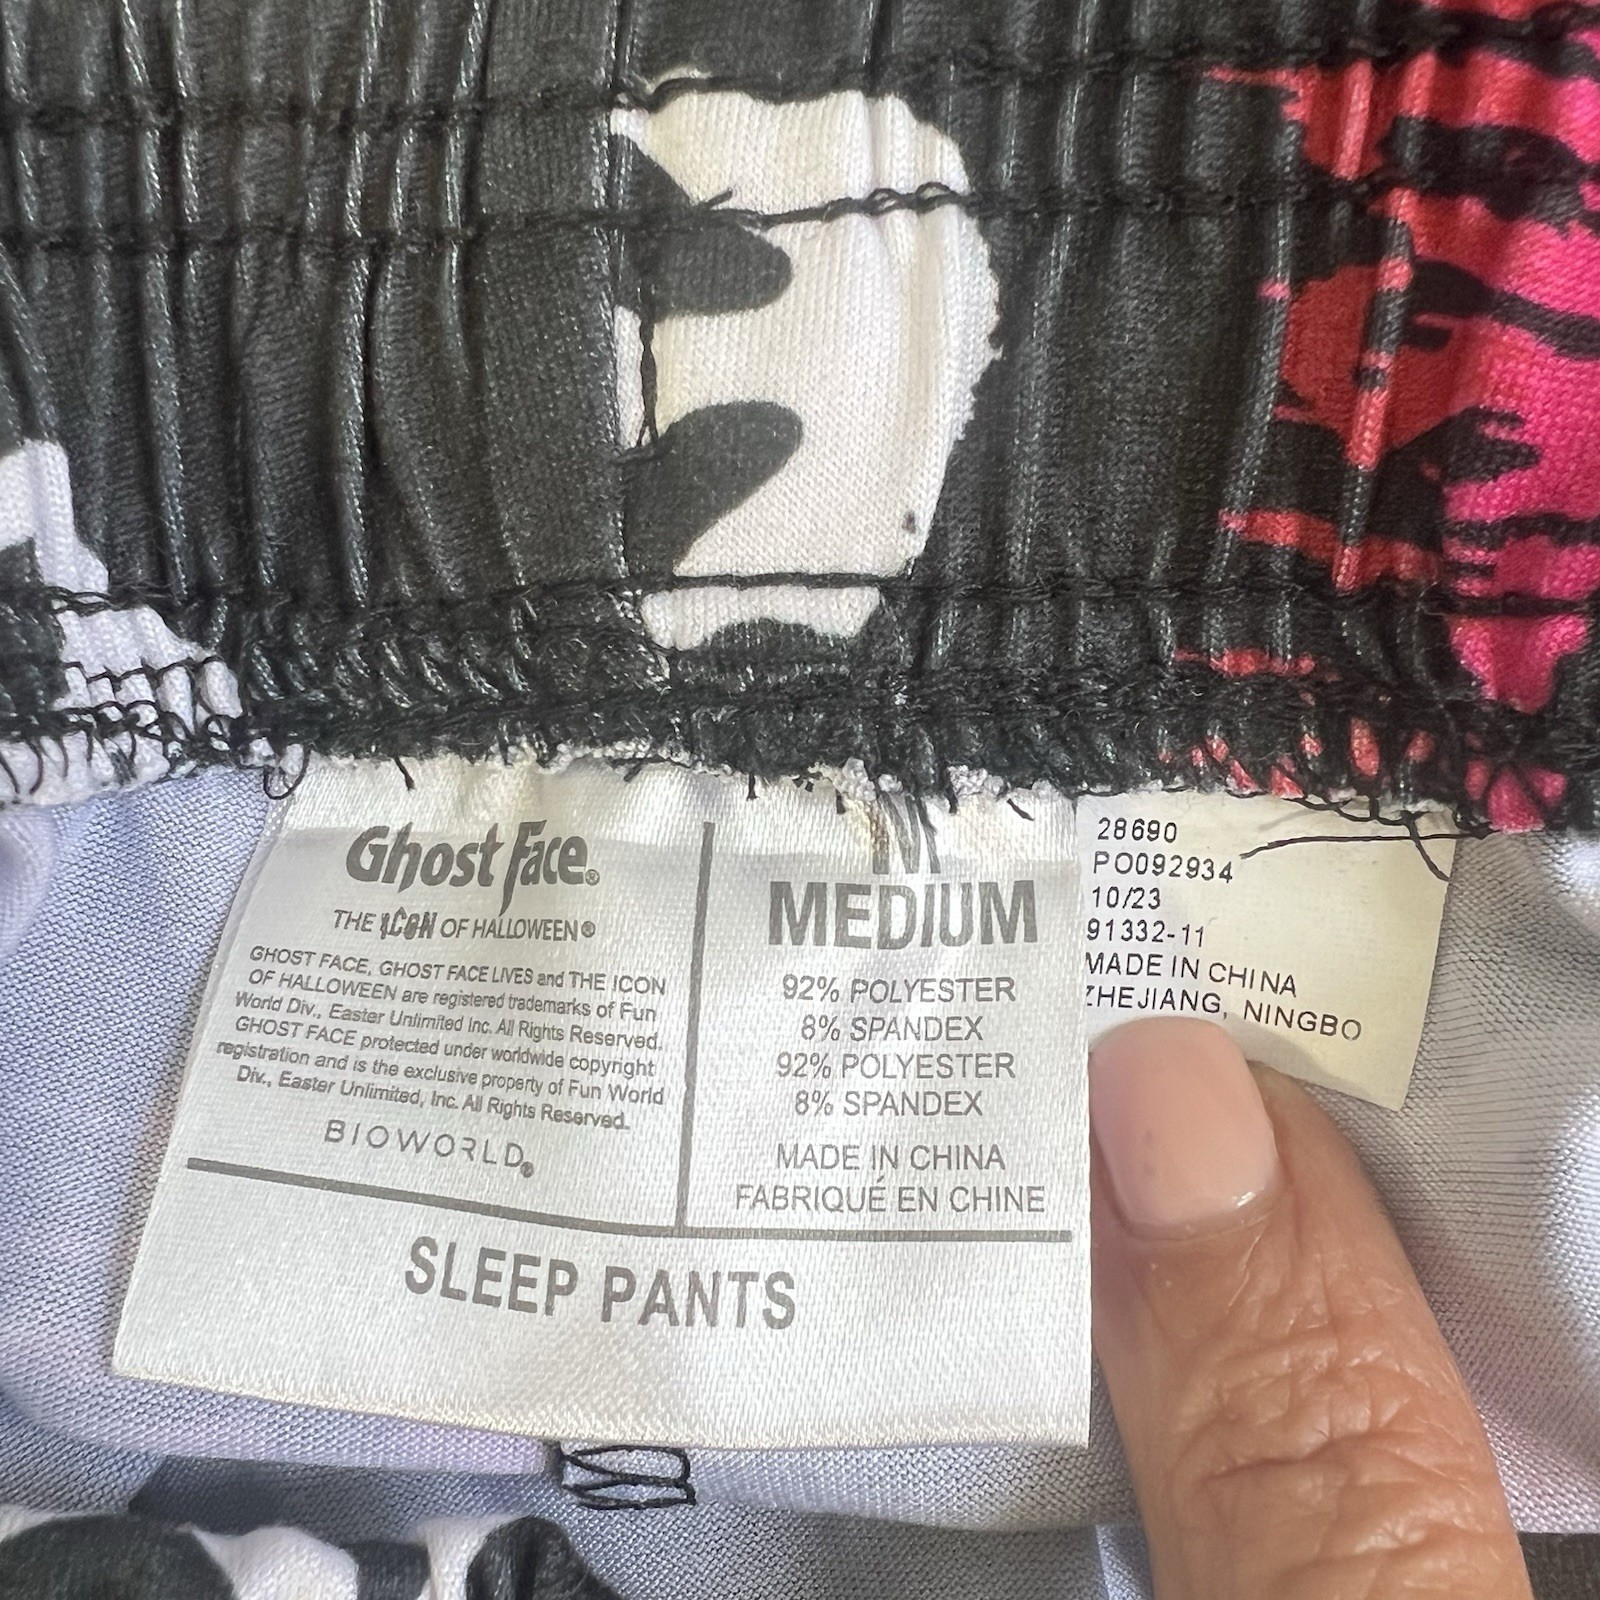 Ghost Face®
THE ICON OF HALLOWEEN®
GHOST FACE, GHOST FACE LIVES and THE ICON
OF HALLOWEEN are registered trademarks of Fun
World Div., Easter Unlimited Inc. All Rights Reserved.
GHOST FACE protected under worldwide copyright
registration and is the exclusive property of Fun World
Div., Easter Unlimited, Inc. All Rights Reserved.
BIOWORLD®
M
MEDIUM
92% POLYESTER
8% SPANDEX
92% POLYESTER
8% SPANDEX
MADE IN CHINA
FABRIQUÉ EN CHINE
SLEEP PANTS
28690
PO092934
10/23
91332-11
MADE IN CHINA
ZHEJIANG, NINGBO